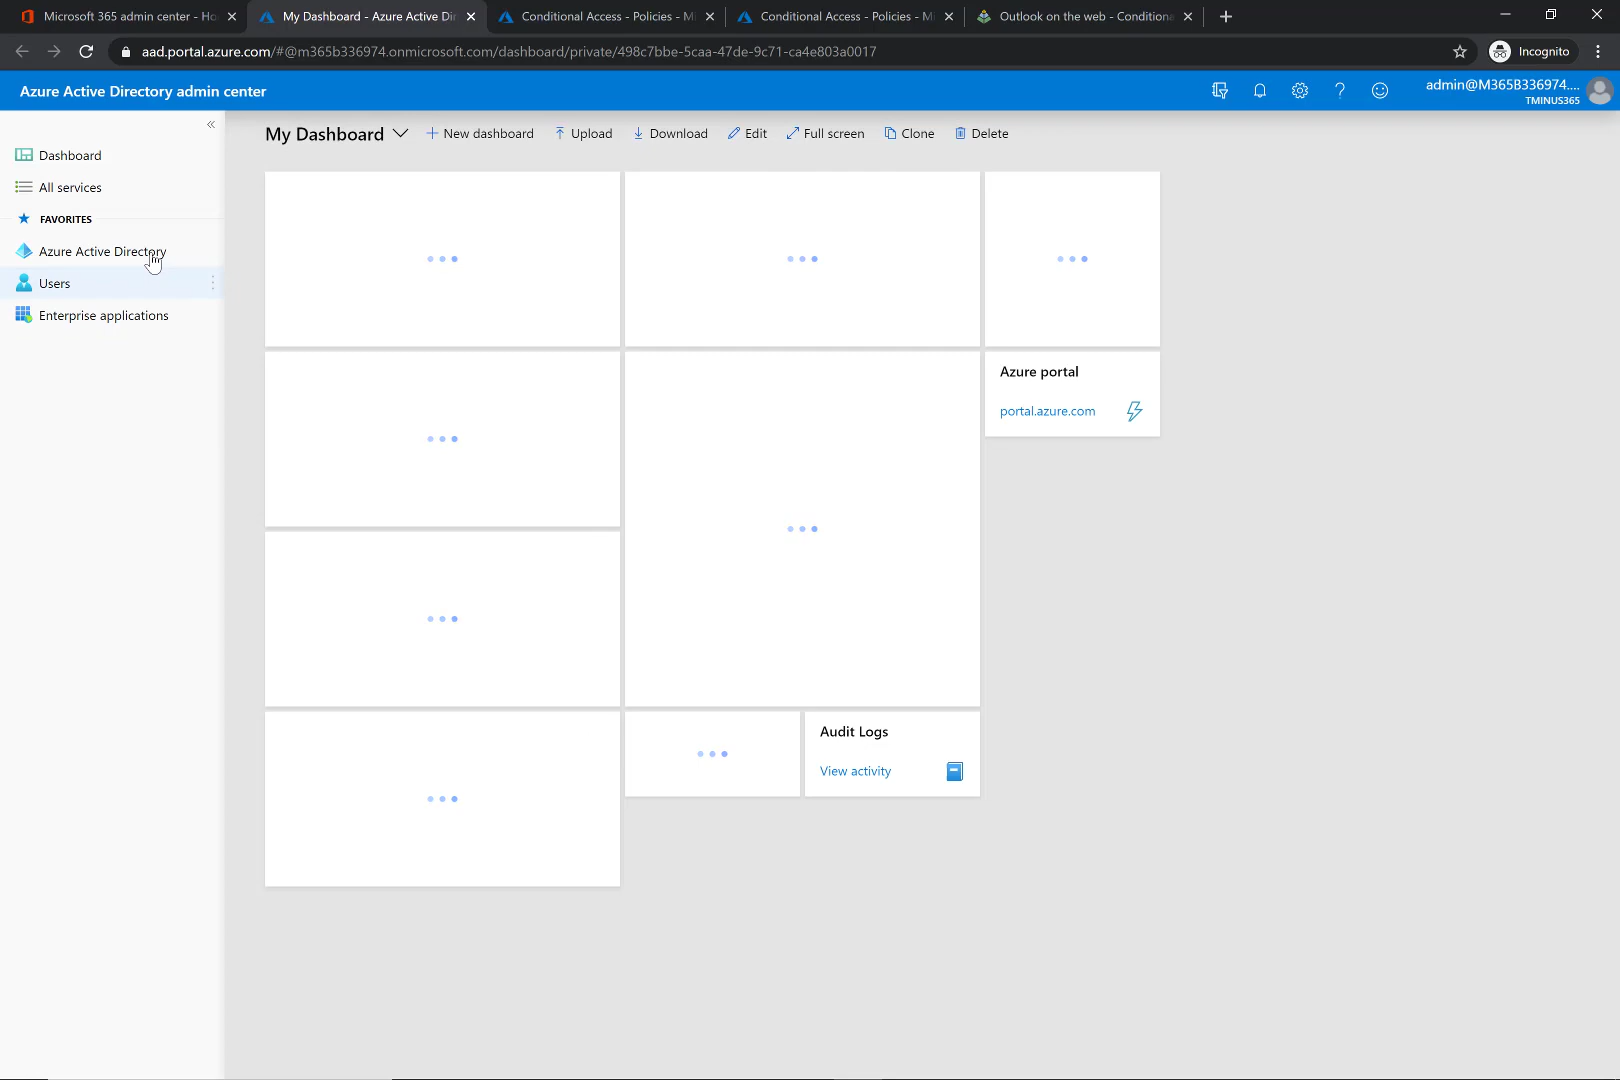 Microsoft 365 admin center - Ho
My Dashboard - Azure Active Dir
Conditional Access - Policies - Mi
Conditional Access - Policies - Mi
Outlook on the web - Conditiona
aad.portal.azure.com/#@m365b336974.onmicrosoft.com/dashboard/private/498c7bbe-5caa-47de-9c71-ca4e803a0017
Incognito
Azure Active Directory admin center
admin@M365B336974....
TMINUS365
My Dashboard
New dashboard
Upload
Download
Edit
Full screen
Clone
Delete
Dashboard
All services
FAVORITES
Azure Active Directory
Users
Enterprise applications
Azure portal
portal.azure.com
Audit Logs
View activity